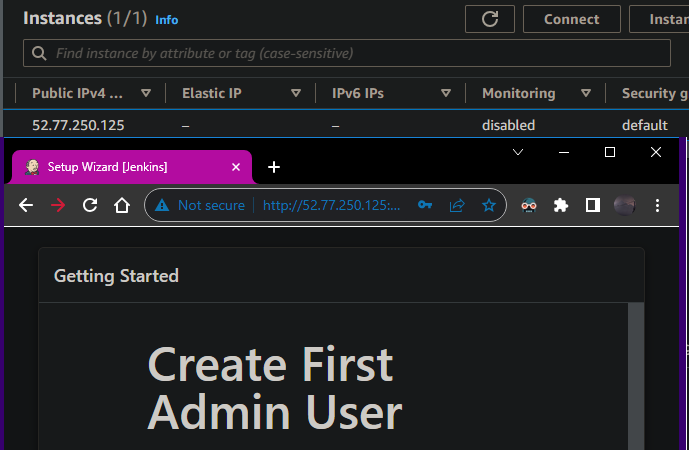 Instances (1/1) Info
Connect
Instan
Find instance by attribute or tag (case-sensitive)
Public IPv4 ... Elastic IP IPv6 IPs Monitoring Security g
52.77.250.125 – – disabled default
Setup Wizard [Jenkins]
Not secure http://52.77.250.125:...
Getting Started
Create First
Admin User